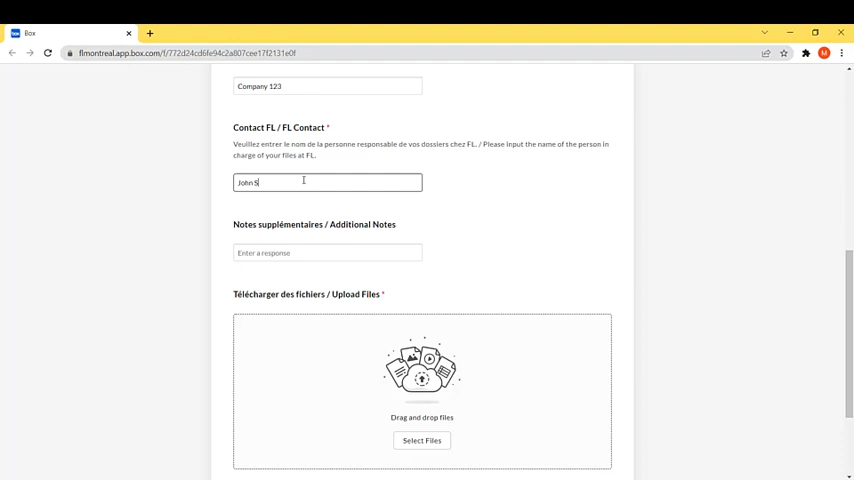 Box
flmontreal.app.box.com/f/772d24cd6fe94c2a807cee17f2131e0f
M
Company 123
Contact FL / FL Contact *
Veuillez entrer le nom de la personne responsable de vos dossiers chez FL. / Please input the name of the person in
charge of your files at FL.
John S
Notes supplémentaires / Additional Notes
Enter a response
Télécharger des fichiers / Upload Files *
Drag and drop files
Select Files